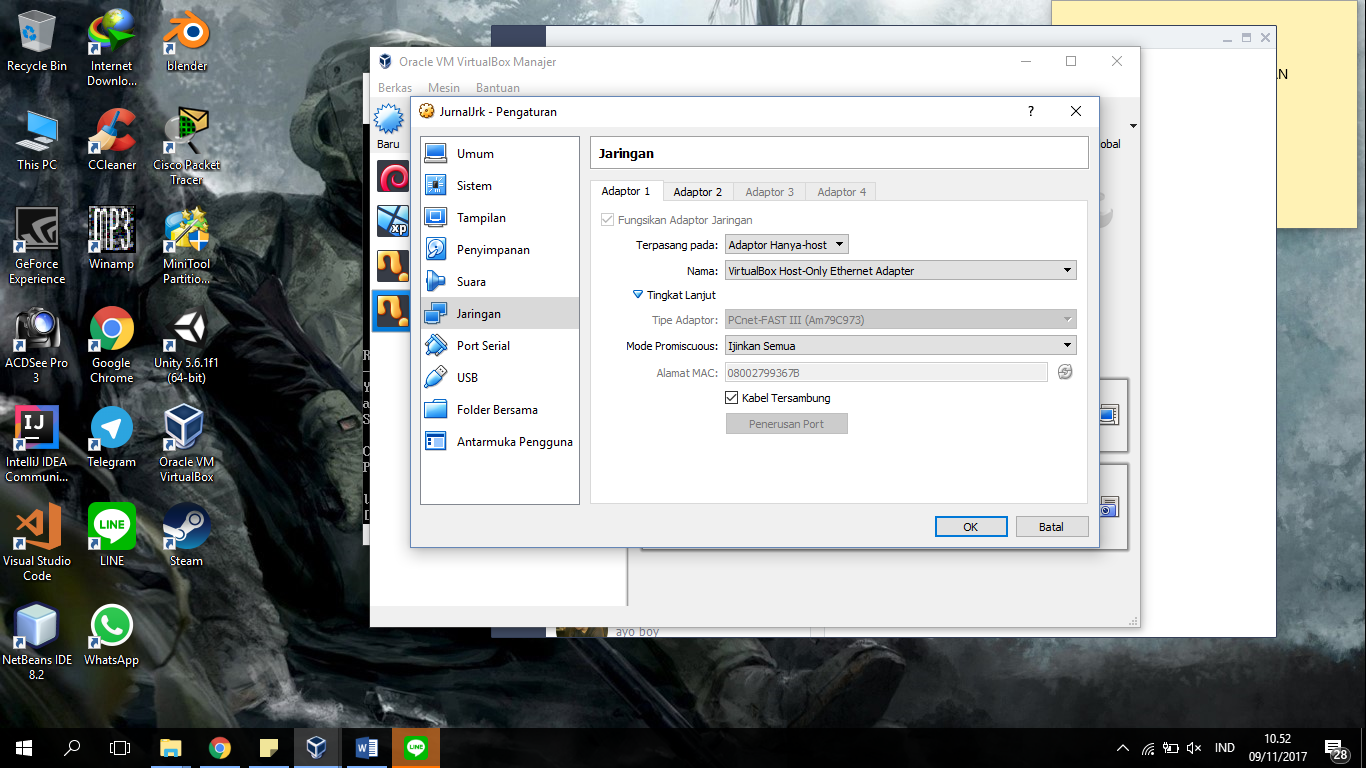 Recycle Bin
Internet
Downlo...
blender
This PC
CCleaner
Cisco Packet
Tracer
GeForce
Experience
MP3
Winamp
MiniTool
Partitio...
ACDSee Pro
3
Google
Chrome
Unity 5.6.1f1
(64-bit)
IJ
IntelliJ IDEA
Communi...
Telegram
Oracle VM
VirtualBox
Visual Studio
Code
LINE
LINE
Steam
NetBeans IDE
8.2
WhatsApp
AN
Oracle VM VirtualBox Manajer
Berkas Mesin Bantuan
Baru
obal
xp
JurnalJrk - Pengaturan
?
Umum
Sistem
Tampilan
Penyimpanan
Suara
Jaringan
Port Serial
USB
Folder Bersama
Antarmuka Pengguna
Jaringan
Adaptor 1 Adaptor 2 Adaptor 3 Adaptor 4
Fungsikan Adaptor Jaringan
Terpasang pada: Adaptor Hanya-host
Nama: VirtualBox Host-Only Ethernet Adapter
Tingkat Lanjut
Tipe Adaptor: PCnet-FAST III (Am79C973)
Mode Promiscuous: Ijinkan Semua
Alamat MAC: 08002799367B
Kabel Tersambung
Penerusan Port
OK Batal
ayo boy
LINE
IND
10.52
09/11/2017
28